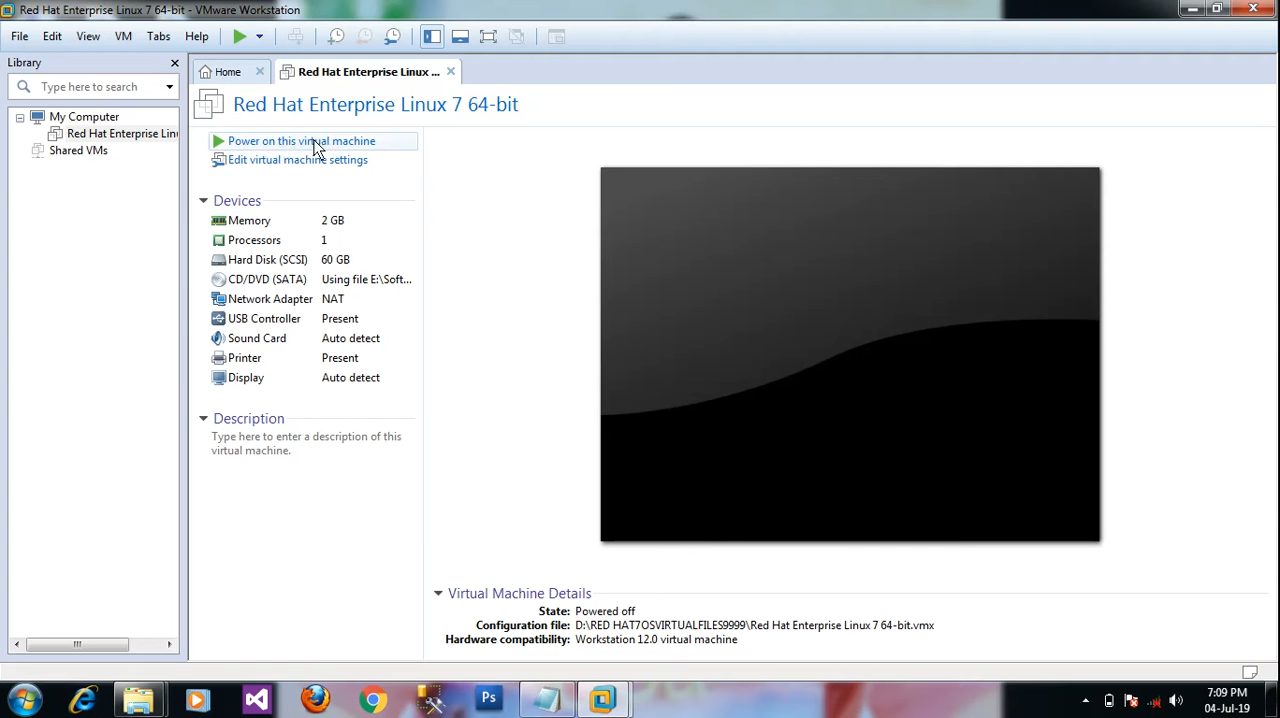 Red Hat Enterprise Linux 7 64-bit - VMware Workstation
File Edit View VM Tabs Help
Library
Type here to search
My Computer
Red Hat Enterprise Linu
Shared VMs
Home
Red Hat Enterprise Linux ...
Red Hat Enterprise Linux 7 64-bit
Power on this virtual machine
Edit virtual machine settings
Devices
Memory 2 GB
Processors 1
Hard Disk (SCSI) 60 GB
CD/DVD (SATA) Using file E:\Soft...
Network Adapter NAT
USB Controller Present
Sound Card Auto detect
Printer Present
Display Auto detect
Description
Type here to enter a description of this
virtual machine.
Virtual Machine Details
State: Powered off
Configuration file: D:\RED HAT7OSVIRTUALFILES9999\Red Hat Enterprise Linux 7 64-bit.vmx
Hardware compatibility: Workstation 12.0 virtual machine
Ps
7:09 PM
04-Jul-19